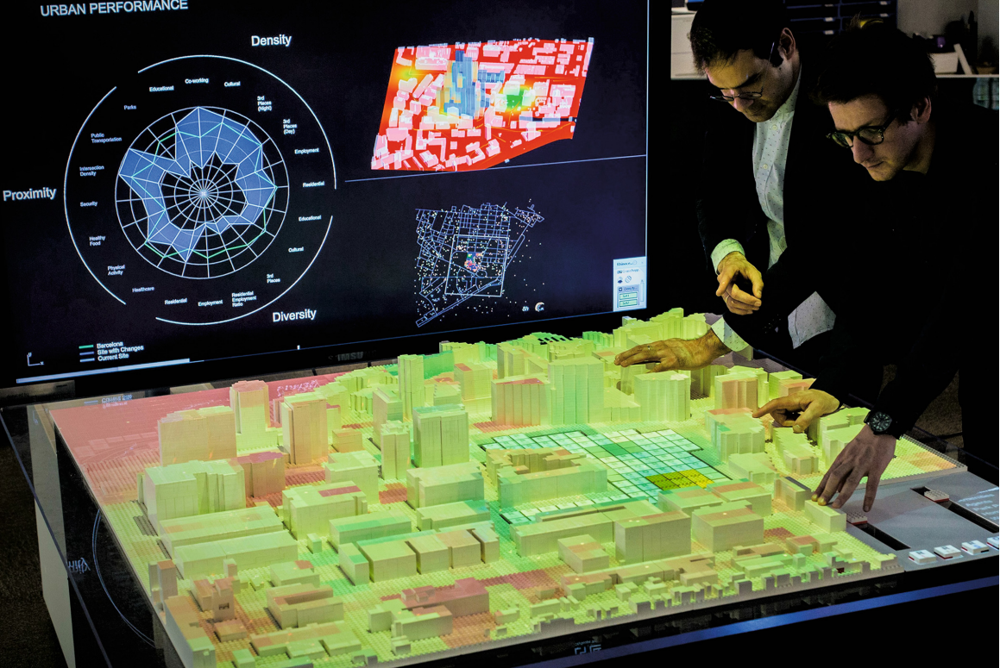 URBAN PERFORMANCE
Density
Educational
Co-working
Cultural
3rd
Places
(Night)
3rd
Places
(Day)
Employment
Residential
Parks
Public
Transportation
Intersection
Density
Proximity
Security
Healthy
Food
Physical
Activity
Healthcare
Residential
Employment
Residential
Employment
Ratio
3rd
Places
Cultural
Educational
Diversity
Barcelona
Site with Changes
Current Site
8h